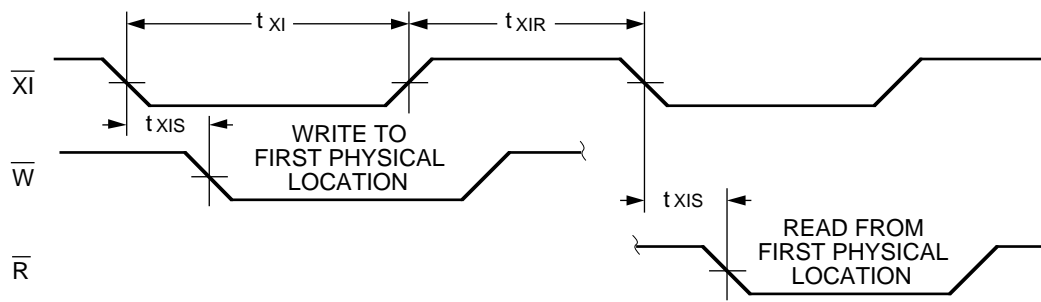 t XI
t XIR
XI
t XIS
WRITE TO
FIRST PHYSICAL
LOCATION
W
t XIS
READ FROM
FIRST PHYSICAL
LOCATION
R